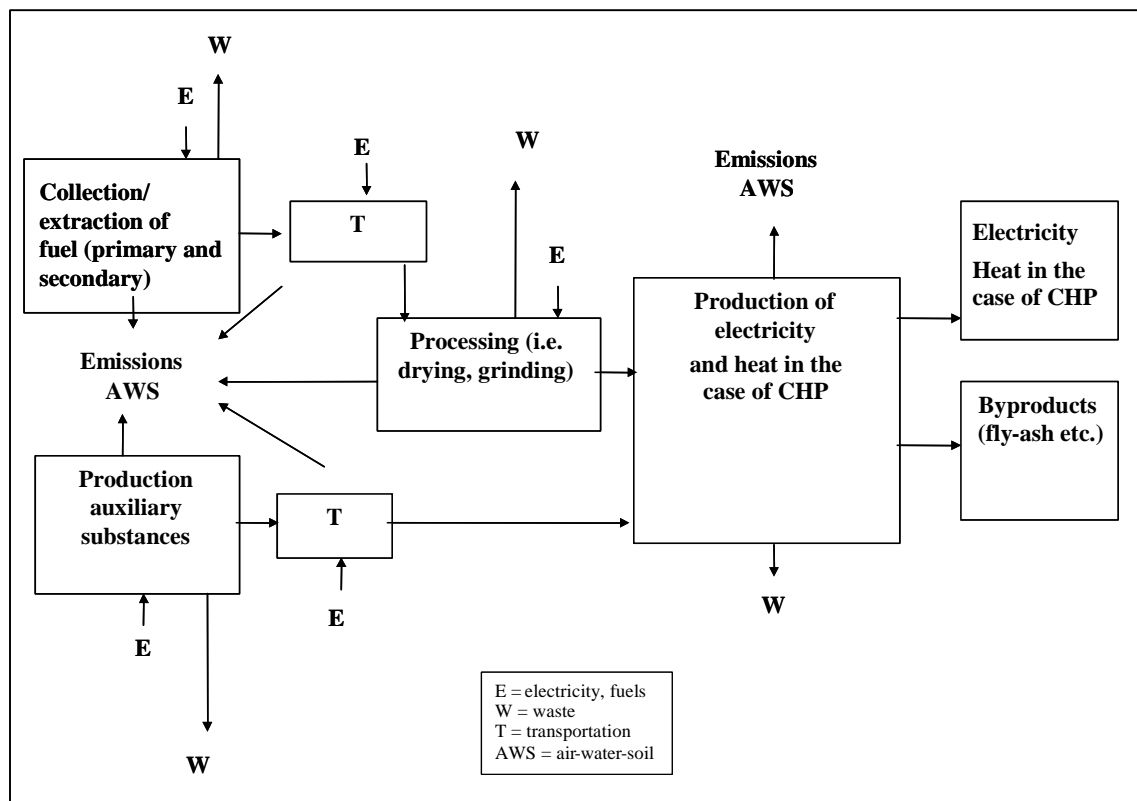 W
E
Collection/
extraction of
fuel (primary and
secondary)
E
T
W
E
Processing (i.e.
drying, grinding)
Emissions
AWS
Emissions
AWS
Production of
electricity
and heat in the
case of CHP
Electricity
Heat in the
case of CHP
Byproducts
(fly-ash etc.)
Production
auxiliary
substances
T
E
E
W
W
E = electricity, fuels
W = waste
T = transportation
AWS = air-water-soil